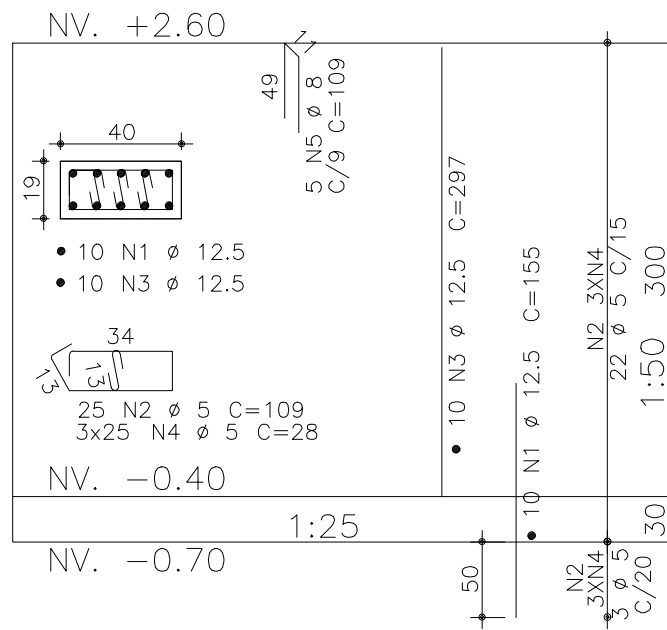 NV. +2.60
11
49
5 N5 ø 8
C/9 C=109
40
19
10 N1 ø 12.5
10 N3 ø 12.5
34
13
13
25 N2 ø 5 C=109
3x25 N4 ø 5 C=28
10 N3 ø 12.5 C=297
10 N1 ø 12.5 C=155
N2 3XN4
22 ø 5 C/15
300
1:50
NV. -0.40
1:25
30
NV. -0.70
50
N2
3XN4
3 ø 5
C/20